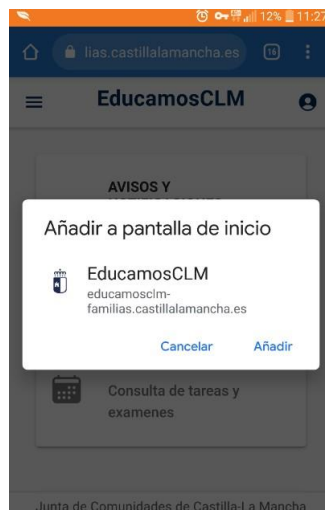 12% 11:27
lias.castillalamancha.es 16
EducamosCLM
AVISOS Y
Añadir a pantalla de inicio
EducamosCLM
educamosclm-
familias.castillalamancha.es
Cancelar Añadir
Consulta de tareas y
examenes
Junta de Comunidades de Castilla-La Mancha